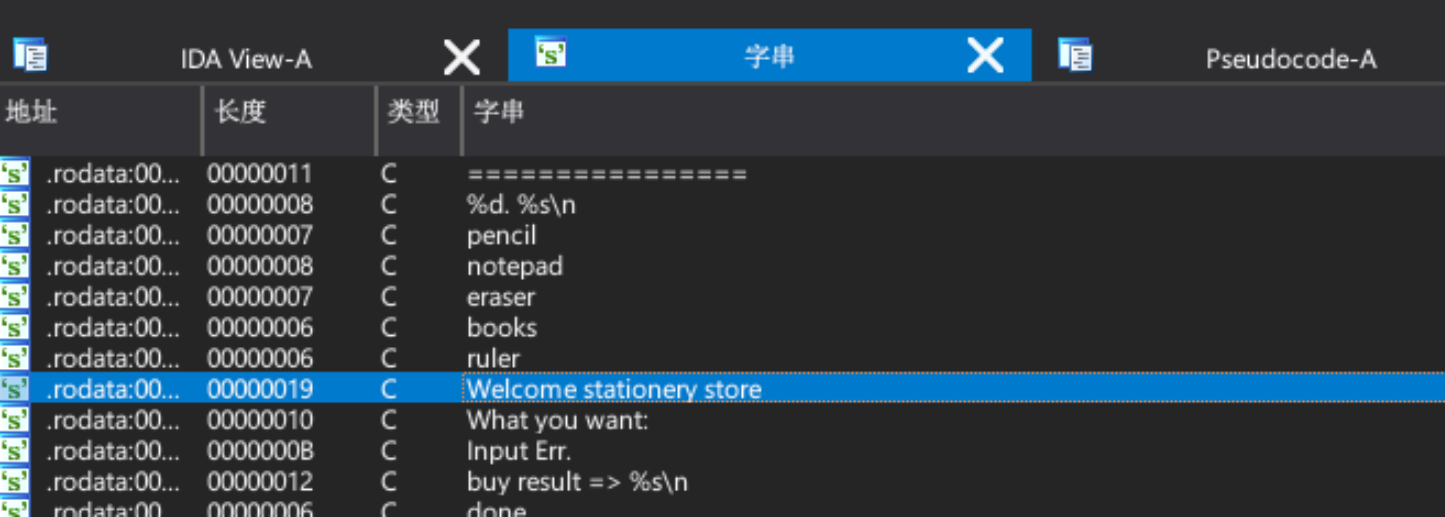 IDA View-A 字串 Pseudocode-A
地址 长度 类型 字串
's' .rodata:00... 00000011 C ================
's' .rodata:00... 00000008 C %d. %s\n
's' .rodata:00... 00000007 C pencil
's' .rodata:00... 00000008 C notepad
's' .rodata:00... 00000007 C eraser
's' .rodata:00... 00000006 C books
's' .rodata:00... 00000006 C ruler
's' .rodata:00... 00000019 C Welcome stationery store
's' .rodata:00... 00000010 C What you want:
's' .rodata:00... 0000000B C Input Err.
's' .rodata:00... 00000012 C buy result => %s\n
's' .rodata:00... 00000006 C done